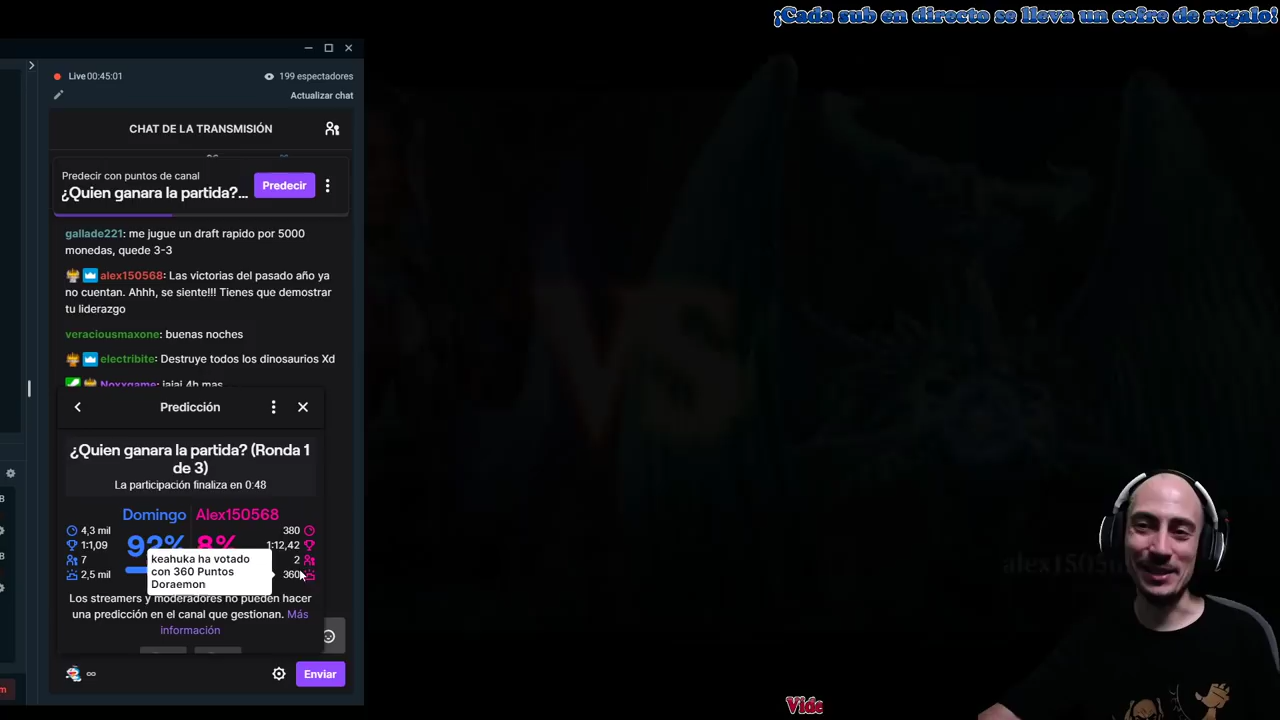 ¡Cada sub en directo se lleva un cofre de regalo!
Live 00:45:01
199 espectadores
Actualizar chat
CHAT DE LA TRANSMISIÓN
Predecir con puntos de canal
¿Quien ganara la partida?...
Predecir
gallade221: me jugue un draft rapido por 5000
monedas, quede 3-3
alex150568: Las victorias del pasado año ya
no cuentan. Ahhh, se siente!!! Tienes que demostrar
tu liderazgo
veraciousmaxone: buenas noches
electribite: Destruye todos los dinosaurios Xd
Noxxgame: jajaj 4h mas
Predicción
¿Quien ganara la partida? (Ronda 1
de 3)
La participación finaliza en 0:48
Domingo
Alex150568
4,3 mil
92%
8%
380
1:1,09
1:12,42
7
2
2,5 mil
360
keahuka ha votado
con 360 Puntos
Doraemon
Los streamers y moderadores no pueden hacer
una predicción en el canal que gestionan. Más
información
∞
Enviar
VS
Vide